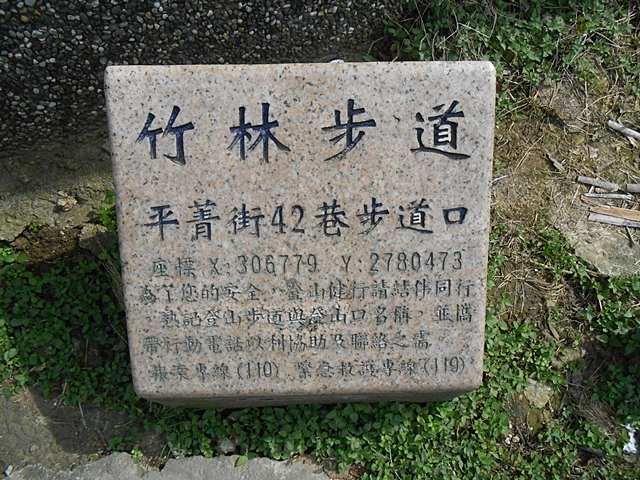 竹林步道
平菁街42巷步道口
座標 X:306779 Y:2780473
為了您的安全，登山健行請結伴同行
，熟記登山步道與登山口名稱，並攜
帶行動電話以利協助及聯絡之需。
報案專線(110) 緊急救護專線(119)